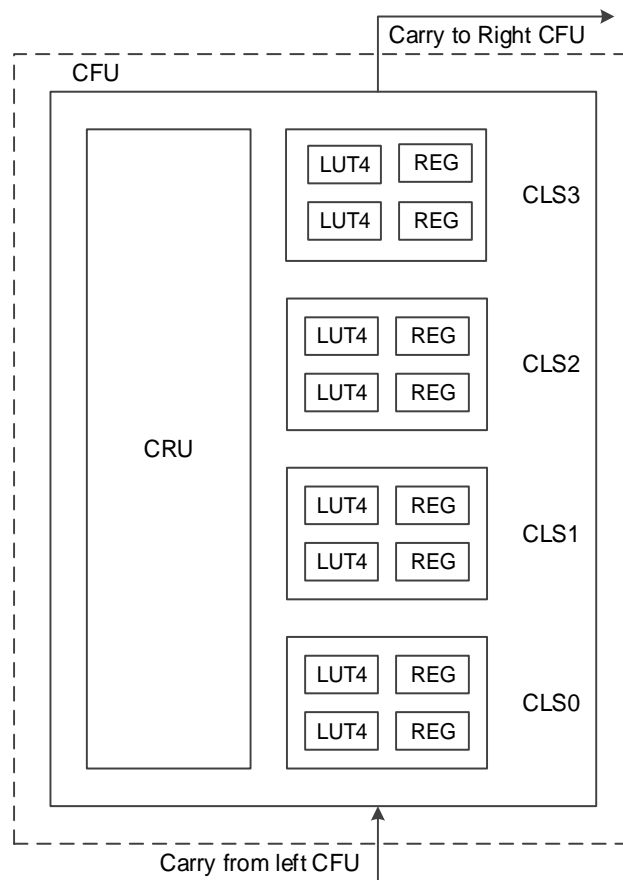 Carry to Right CFU
CFU
LUT4 REG
CLS3
LUT4 REG
LUT4 REG
CLS2
LUT4 REG
CRU
LUT4 REG
CLS1
LUT4 REG
LUT4 REG
CLS0
LUT4 REG
Carry from left CFU